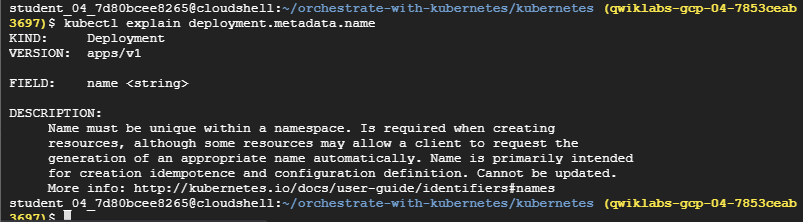 student_04_7d80bcee8265@cloudshell:~/orchestrate-with-kubernetes/kubernetes (qwiklabs-gcp-04-7853ceab
3697)$ kubectl explain deployment.metadata.name
KIND:     Deployment
VERSION:  apps/v1
FIELD:    name <string>
DESCRIPTION:
     Name must be unique within a namespace. Is required when creating
     resources, although some resources may allow a client to request the
     generation of an appropriate name automatically. Name is primarily intended
     for creation idempotence and configuration definition. Cannot be updated.
     More info: http://kubernetes.io/docs/user-guide/identifiers#names
student_04_7d80bcee8265@cloudshell:~/orchestrate-with-kubernetes/kubernetes (qwiklabs-gcp-04-7853ceab
3697)$